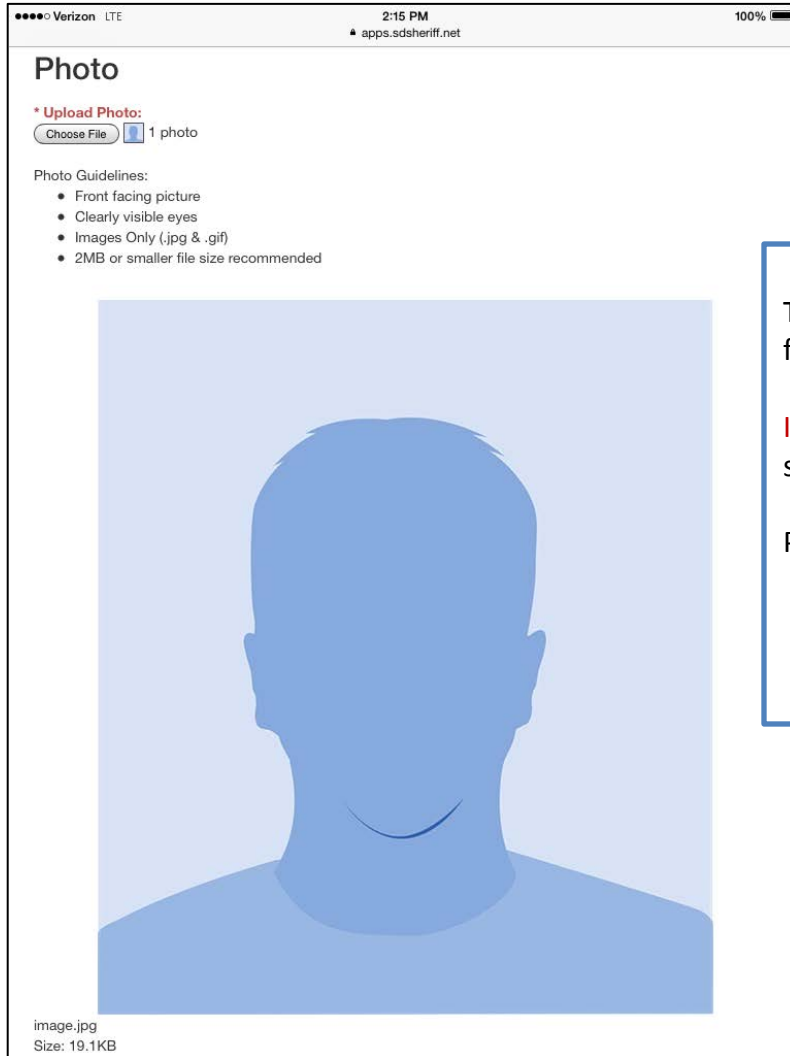 Verizon LTE
2:15 PM
100%
apps.sdsheriff.net
Photo
* Upload Photo:
Choose File 1 photo
Photo Guidelines:
• Front facing picture
• Clearly visible eyes
• Images Only (.jpg & .gif)
• 2MB or smaller file size recommended
image.jpg
Size: 19.1KB